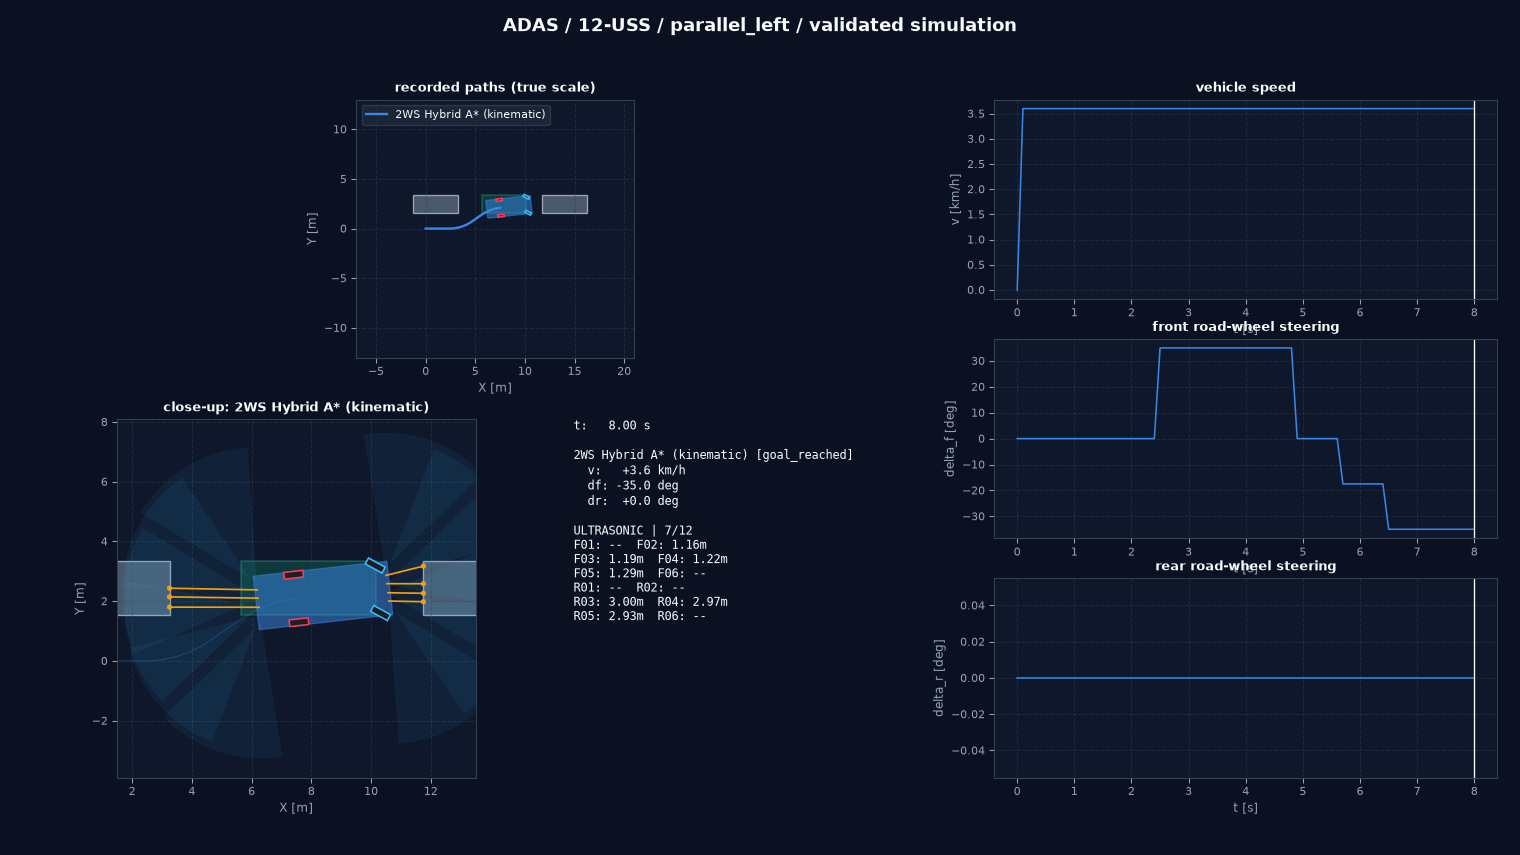 ADAS / 12-USS / parallel_left / validated simulation
recorded paths (true scale)
2WS Hybrid A* (kinematic)
10
5
0
−5
−10
Y [m]
−5 0 5 10 15 20
X [m]
close-up: 2WS Hybrid A* (kinematic)
8
6
4
2
0
−2
Y [m]
2 4 6 8 10 12
X [m]
t:   8.00 s
2WS Hybrid A* (kinematic) [goal_reached]
v:   +3.6 km/h
df: -35.0 deg
dr:  +0.0 deg
ULTRASONIC | 7/12
F01: --  F02: 1.16m
F03: 1.19m  F04: 1.22m
F05: 1.29m  F06: --
R01: --  R02: --
R03: 3.00m  R04: 2.97m
R05: 2.93m  R06: --
vehicle speed
3.5
3.0
2.5
2.0
1.5
1.0
0.5
0.0
v [km/h]
0 1 2 3 4 5 6 7 8
front road-wheel steering
30
20
10
0
−10
−20
−30
delta_f [deg]
0 1 2 3 4 5 6 7 8
rear road-wheel steering
0.04
0.02
0.00
−0.02
−0.04
delta_r [deg]
0 1 2 3 4 5 6 7 8
t [s]